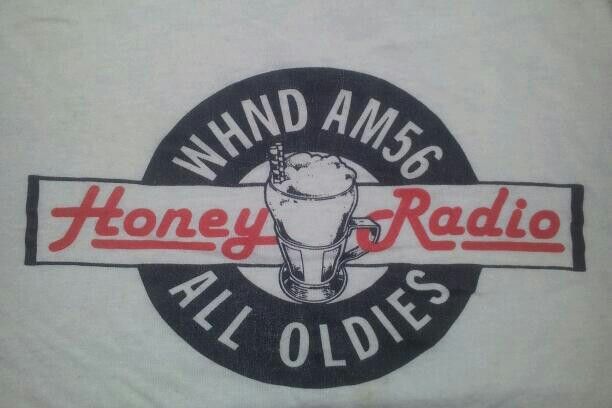 WHND AM56
Honey Radio
ALL OLDIES